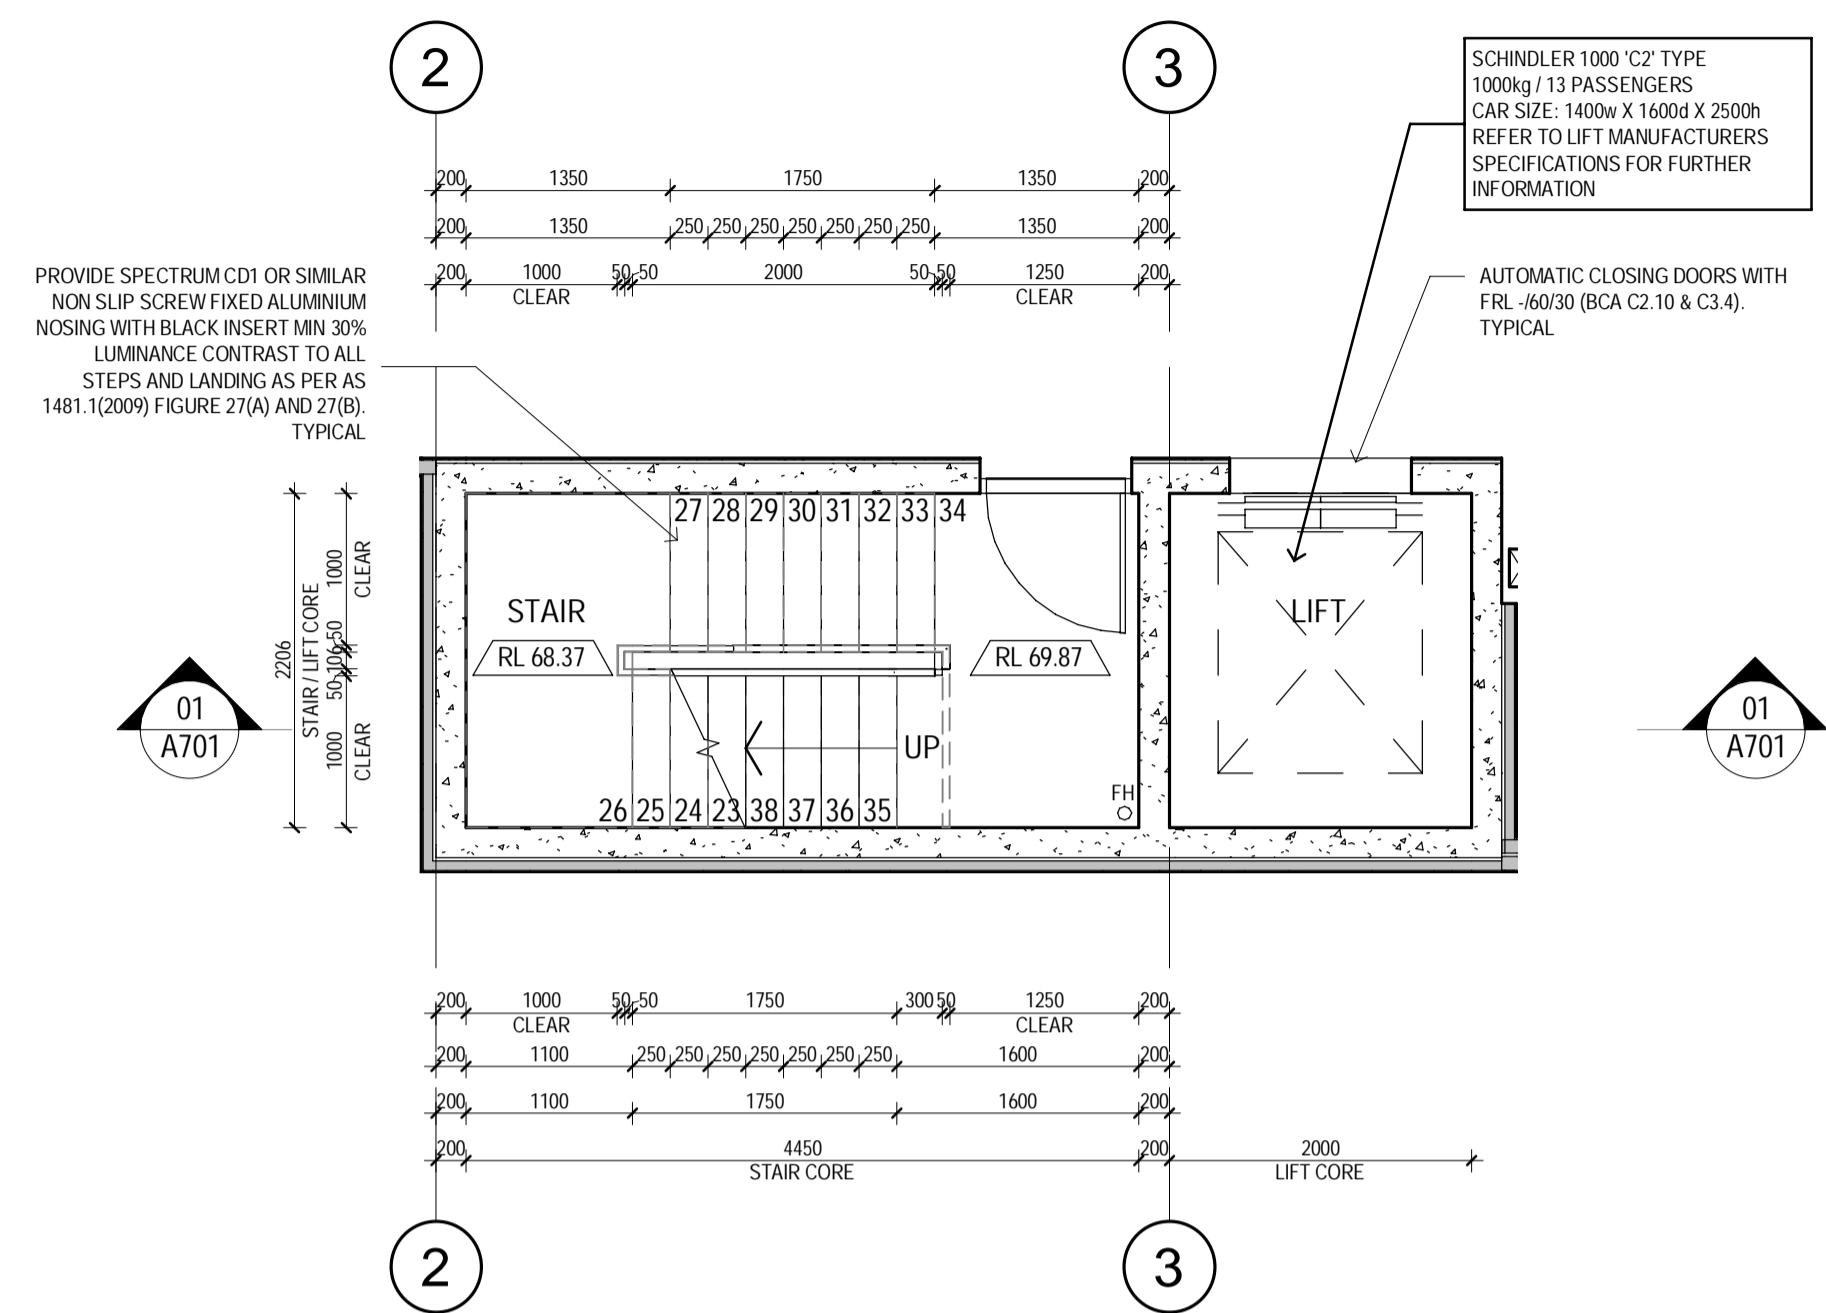 2
3
SCHINDLER 1000 'C2' TYPE
1000kg / 13 PASSENGERS
CAR SIZE: 1400w X 1600d X 2500h
REFER TO LIFT MANUFACTURERS
SPECIFICATIONS FOR FURTHER
INFORMATION
200 1350 1750 1350 200
200 1350 250 250 250 250 250 250 250 1350 200
200 1000 50 50 2000 50 50 1250 200
CLEAR CLEAR
PROVIDE SPECTRUM CD1 OR SIMILAR
NON SLIP SCREW FIXED ALUMINIUM
NOSING WITH BLACK INSERT MIN 30%
LUMINANCE CONTRAST TO ALL
STEPS AND LANDING AS PER AS
1481.1(2009) FIGURE 27(A) AND 27(B).
TYPICAL
AUTOMATIC CLOSING DOORS WITH
FRL -/60/30 (BCA C2.10 & C3.4).
TYPICAL
27 28 29 30 31 32 33 34
STAIR
LIFT
RL 68.37
RL 69.87
2206
STAIR / LIFT CORE
1000 50 106 50 1000
CLEAR CLEAR
01
A701
01
A701
UP
FH
26 25 24 23 38 37 36 35
200 1000 50 50 1750 300 50 1250 200
CLEAR CLEAR
200 1100 250 250 250 250 250 250 250 1600 200
200 1100 1750 1600 200
200 4450 200 2000
STAIR CORE LIFT CORE
2
3